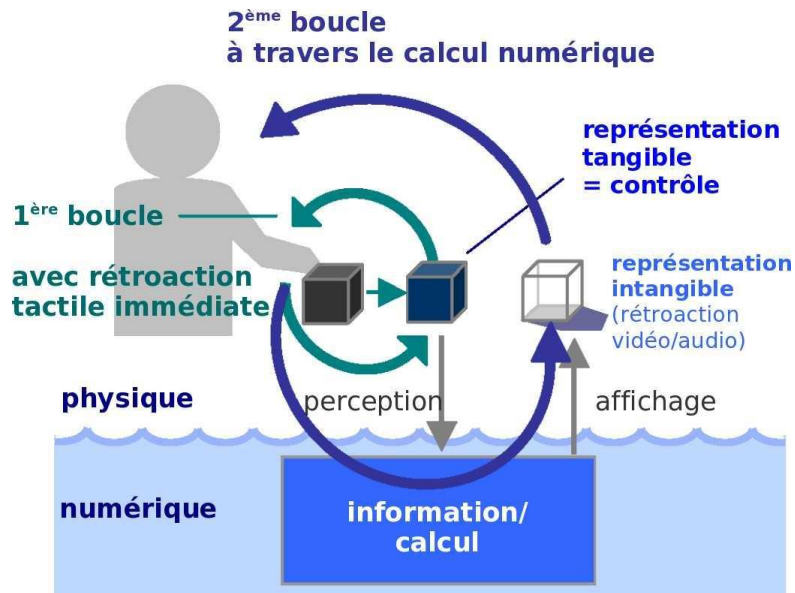 2ème boucle
à travers le calcul numérique
représentation
tangible
= contrôle
1ère boucle
avec rétroaction
tactile immédiate
représentation
intangible
(rétroaction
vidéo/audio)
physique
perception
affichage
numérique
information/
calcul